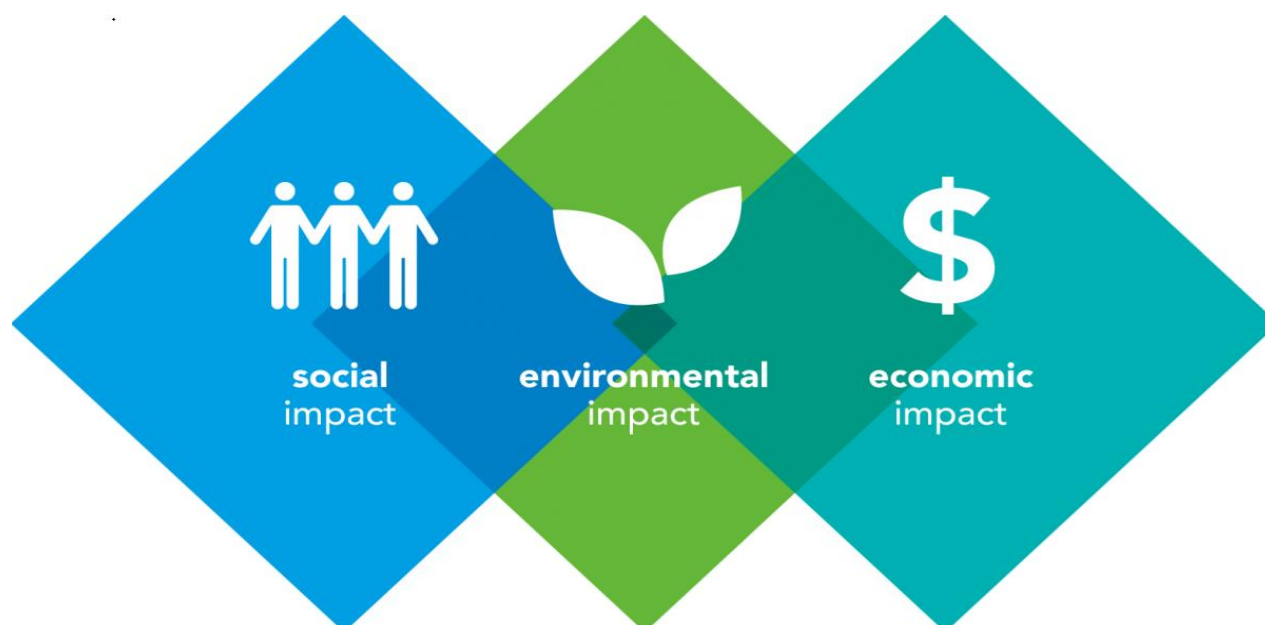 social
impact
environmental
impact
economic
impact